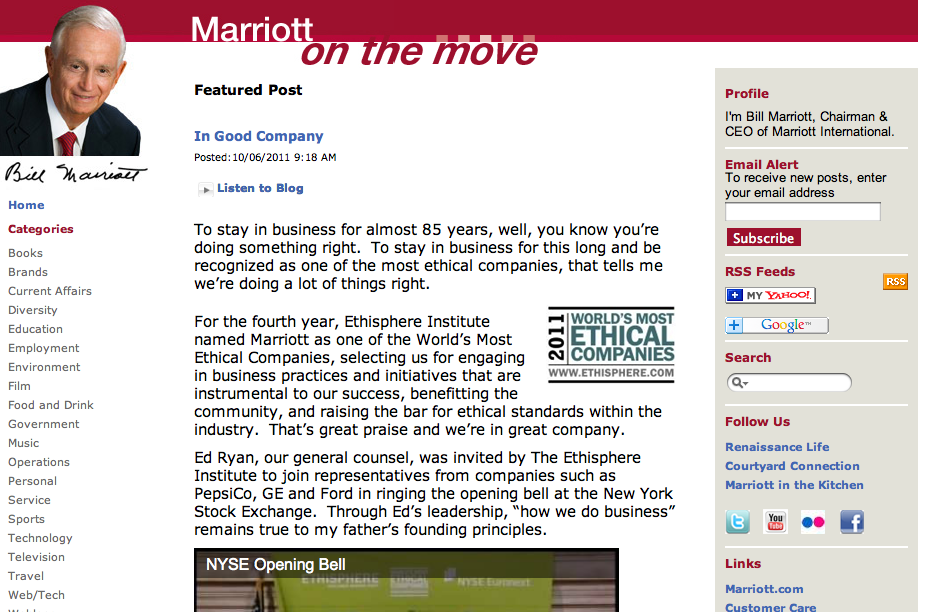 Marriott
on the move
Bill Marriott
Home
Categories
Books
Brands
Current Affairs
Diversity
Education
Employment
Environment
Film
Food and Drink
Government
Music
Operations
Personal
Service
Sports
Technology
Television
Travel
Web/Tech
Featured Post
In Good Company
Posted:10/06/2011 9:18 AM
Listen to Blog
To stay in business for almost 85 years, well, you know you're
doing something right.  To stay in business for this long and be
recognized as one of the most ethical companies, that tells me
we're doing a lot of things right.
For the fourth year, Ethisphere Institute
named Marriott as one of the World's Most
Ethical Companies, selecting us for engaging
in business practices and initiatives that are
instrumental to our success, benefitting the
community, and raising the bar for ethical standards within the
industry.  That's great praise and we're in great company.
2011
WORLD'S MOST
ETHICAL
COMPANIES
WWW.ETHISPHERE.COM
Ed Ryan, our general counsel, was invited by The Ethisphere
Institute to join representatives from companies such as
PepsiCo, GE and Ford in ringing the opening bell at the New York
Stock Exchange.  Through Ed's leadership, "how we do business"
remains true to my father's founding principles.
NYSE Opening Bell
ETHISPHERE
NYSE Euronext
Profile
I'm Bill Marriott, Chairman &
CEO of Marriott International.
Email Alert
To receive new posts, enter
your email address
Subscribe
RSS Feeds
RSS
MY YAHOO!
Google™
Search
Follow Us
Renaissance Life
Courtyard Connection
Marriott in the Kitchen
You
Tube
Links
Marriott.com
Customer Care